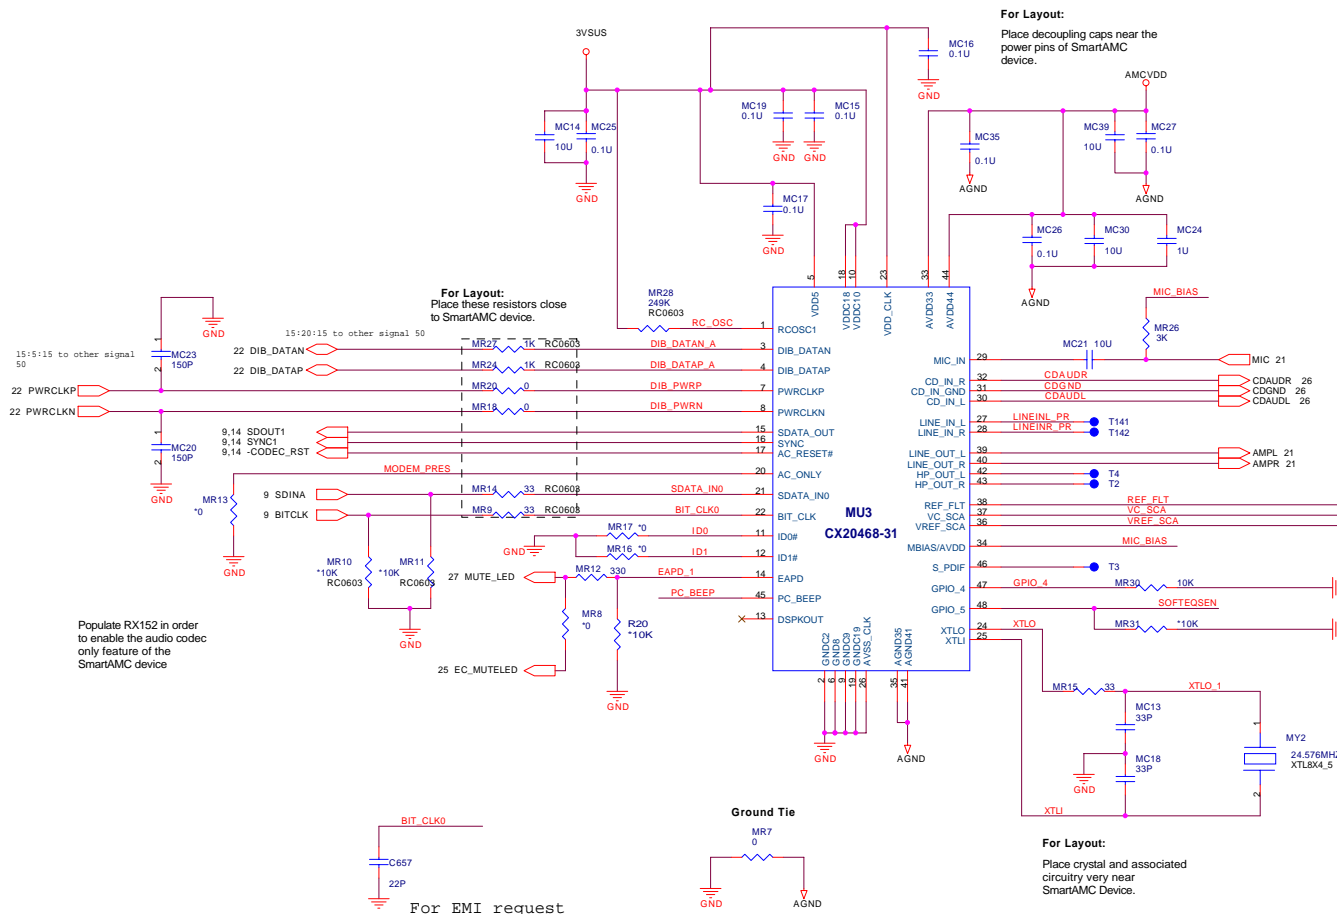 For Layout:
Place decoupling caps near the
power pins of SmartAMC
device.
3VSUS
MC16
0.1U
GND
AMCVDD
MC14
10U
MC25
0.1U
GND
MC19
0.1U
MC15
0.1U
GND
GND
MC17
0.1U
GND
MC35
0.1U
AGND
MC39
10U
MC27
0.1U
AGND
MC26
0.1U
MC30
10U
MC24
1U
AGND
5
18
10
23
33
44
VDD5
VDDC18
VDDC10
VDD_CLK
AVDD33
AVDD44
For Layout:
Place these resistors close
to SmartAMC device.
MR28
249K
RC0603
RC_OSC
1
RCOSC1
GND
15:20:15 to other signal 50
15:5:15 to other signal
50
1
MC23
150P
2
22 DIB_DATAN
MR27
1K
RC0603
DIB_DATAN_A
3
DIB_DATAN
22 DIB_DATAP
MR24
1K
RC0603
DIB_DATAP_A
4
DIB_DATAP
22 PWRCLKP
MR20
0
DIB_PWRP
7
PWRCLKP
22 PWRCLKN
MR18
0
DIB_PWRN
8
PWRCLKN
1
MC20
150P
2
GND
9,14 SDOUT1
15
SDATA_OUT
9,14 SYNC1
16
SYNC
9,14 -CODEC_RST
17
AC_RESET#
MODEM_PRES
20
AC_ONLY
MR13
*0
GND
9 SDINA
MR14
33
RC0603
SDATA_IN0
21
SDATA_IN0
9 BITCLK
MR9
33
RC0603
BIT_CLK0
22
BIT_CLK
MR10
*10K
RC0603
MR11
*10K
RC0603
GND
GND
MR17
*0
ID0
11
ID0#
MR16
*0
ID1
12
ID1#
27 MUTE_LED
MR12
330
EAPD_1
14
EAPD
PC_BEEP
45
PC_BEEP
13
DSPKOUT
MR8
*0
R20
*10K
25 EC_MUTELED
GND
Populate RX152 in order
to enable the audio codec
only feature of the
SmartAMC device
MU3
CX20468-31
MIC_BIAS
MR26
3K
MC21
10U
MIC_IN
29
MIC 21
CD_IN_R
32
CDAUDR
CDAUDR 26
CD_IN_GND
31
CDGND
CDGND 26
CD_IN_L
30
CDAUDL
CDAUDL 26
LINE_IN_L
27
LINEINL_PR
T141
LINE_IN_R
28
LINEINR_PR
T142
LINE_OUT_L
39
AMPL 21
LINE_OUT_R
40
AMPR 21
HP_OUT_L
42
T4
HP_OUT_R
43
T2
REF_FLT
38
REF_FLT
VC_SCA
37
VC_SCA
VREF_SCA
36
VREF_SCA
MBIAS/AVDD
34
MIC_BIAS
S_PDIF
46
T3
GPIO_4
47
GPIO_4
MR30
10K
GPIO_5
48
SOFTEQSEN
MR31
*10K
XTLO
24
XTLO
XTLI
25
GNDC2
GND8
GNDC9
GNDC19
AVSS_CLK
AGND35
AGND41
2
6
9
19
26
35
41
GND
AGND
MR15
33
XTLO_1
MC13
33P
GND
MC18
33P
XTLI
1
MY2
24.576MHZ
XTL8X4_5
2
For Layout:
Place crystal and associated
circuitry very near
SmartAMC Device.
BIT_CLK0
C657
22P
For EMI request
Ground Tie
MR7
0
GND
AGND